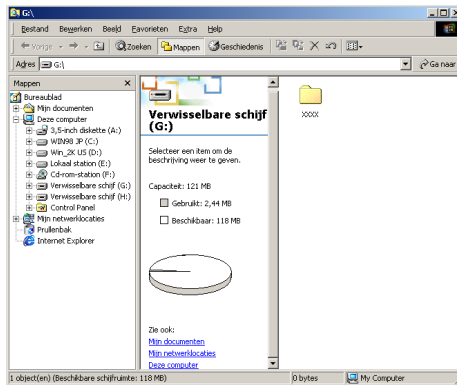 G:\
Bestand Bewerken Beeld Favorieten Extra Help
Vorige Zoeken Mappen Geschiedenis
Adres G:\ Ga naar
Mappen
Bureaublad
Mijn documenten
Deze computer
3,5-inch diskette (A:)
WIN98 JP (C:)
Win_2K US (D:)
Lokaal station (E:)
Cd-rom-station (F:)
Verwisselbare schijf (G:)
Verwisselbare schijf (H:)
Control Panel
Mijn netwerklocaties
Prullenbak
Internet Explorer
Verwisselbare schijf
(G:)
Selecteer een item om de
beschrijving weer te geven.
Capaciteit: 121 MB
Gebruikt: 2,44 MB
Beschikbaar: 118 MB
Zie ook:
Mijn documenten
Mijn netwerklocaties
Deze computer
xxxx
1 object(en) (Beschikbare schijfruimte: 118 MB) 0 bytes My Computer